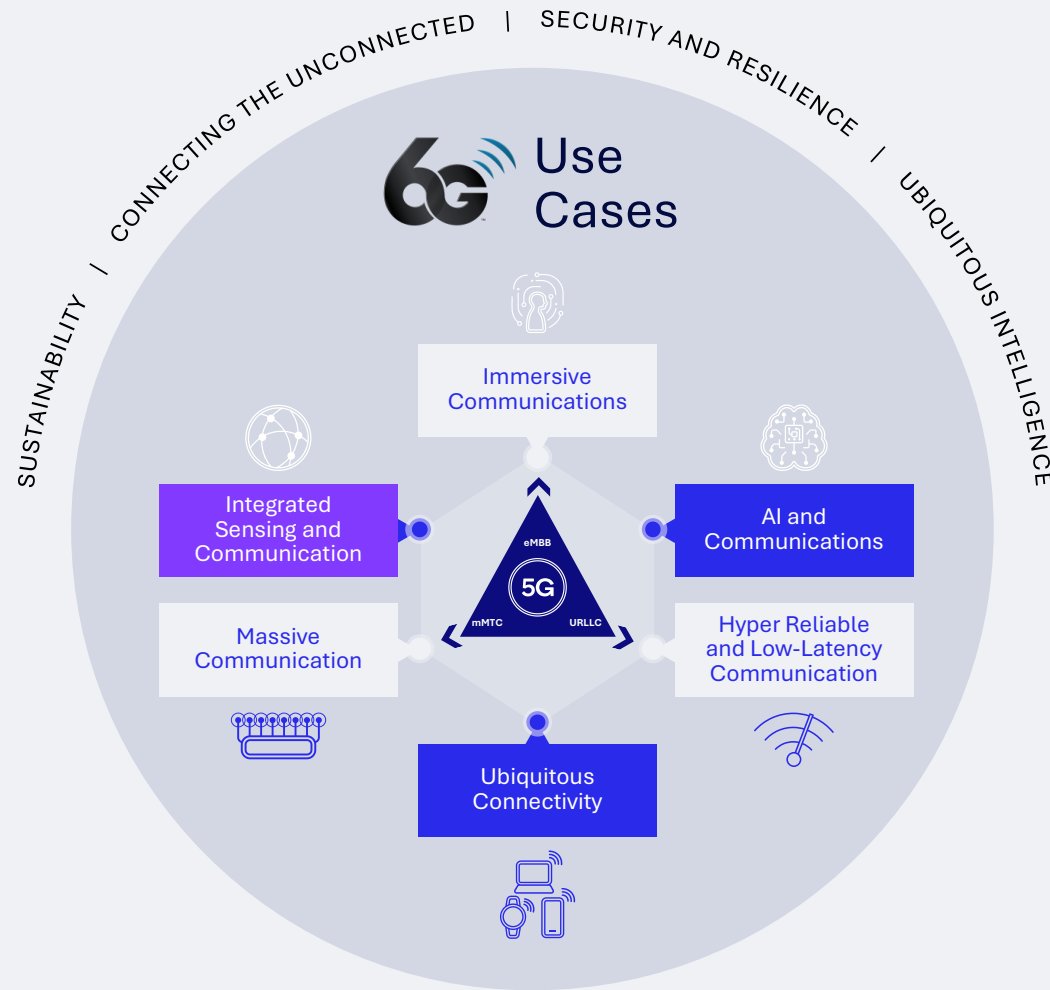 SUSTAINABILITY | CONNECTING THE UNCONNECTED | SECURITY AND RESILIENCE | UBIQUITOUS INTELLIGENCE
6G Use
Cases
Immersive
Communications
Integrated
Sensing and
Communication
AI and
Communications
eMBB
5G
mMTC
URLLC
Massive
Communication
Hyper Reliable
and Low-Latency
Communication
Ubiquitous
Connectivity